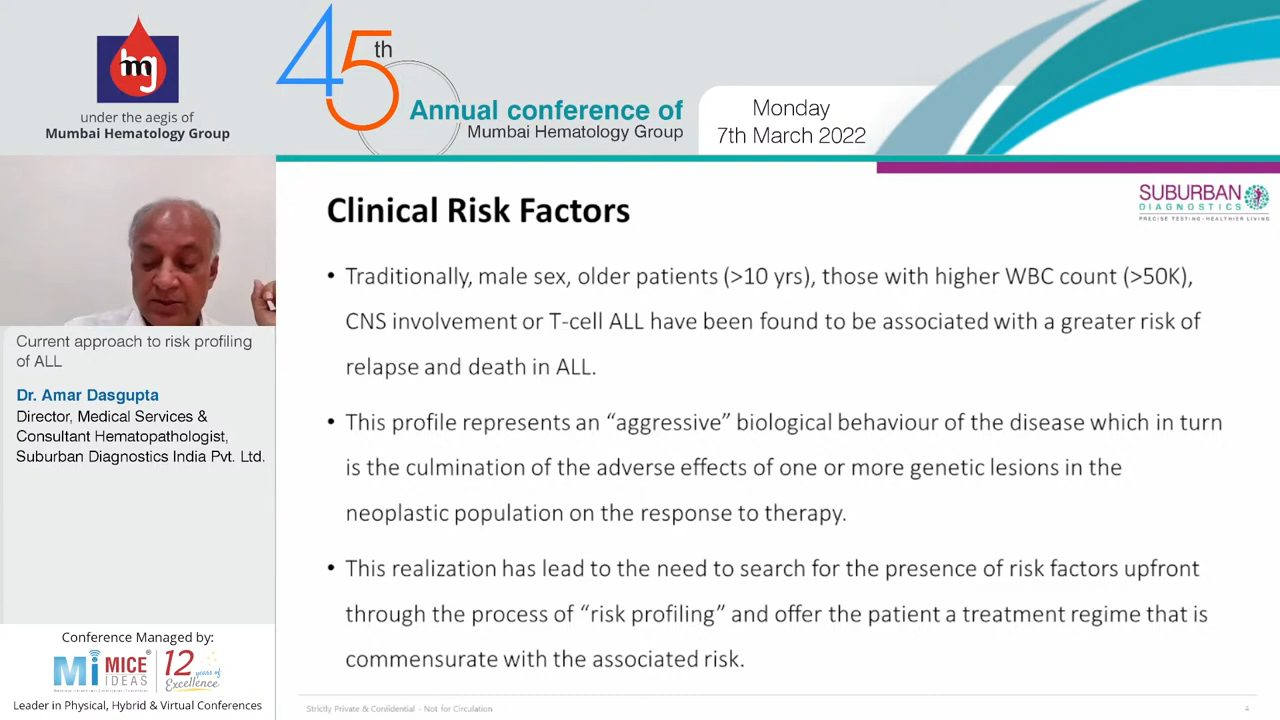 hmg
under the aegis of
Mumbai Hematology Group
45th
Annual conference of
Mumbai Hematology Group
Monday
7th March 2022
SUBURBAN
DIAGNOSTICS
PRECISE TESTING - HEALTHIER LIVING
Clinical Risk Factors
• Traditionally, male sex, older patients (>10 yrs), those with higher WBC count (>50K),
CNS involvement or T-cell ALL have been found to be associated with a greater risk of
relapse and death in ALL.
• This profile represents an “aggressive” biological behaviour of the disease which in turn
is the culmination of the adverse effects of one or more genetic lesions in the
neoplastic population on the response to therapy.
• This realization has lead to the need to search for the presence of risk factors upfront
through the process of “risk profiling” and offer the patient a treatment regime that is
commensurate with the associated risk.
Strictly Private & Confidential - Not for Circulation
4
Current approach to risk profiling
of ALL
Dr. Amar Dasgupta
Director, Medical Services &
Consultant Hematopathologist,
Suburban Diagnostics India Pvt. Ltd.
Conference Managed by:
Mi MICE
IDEAS
12 years of
Excellence
Leader in Physical, Hybrid & Virtual Conferences